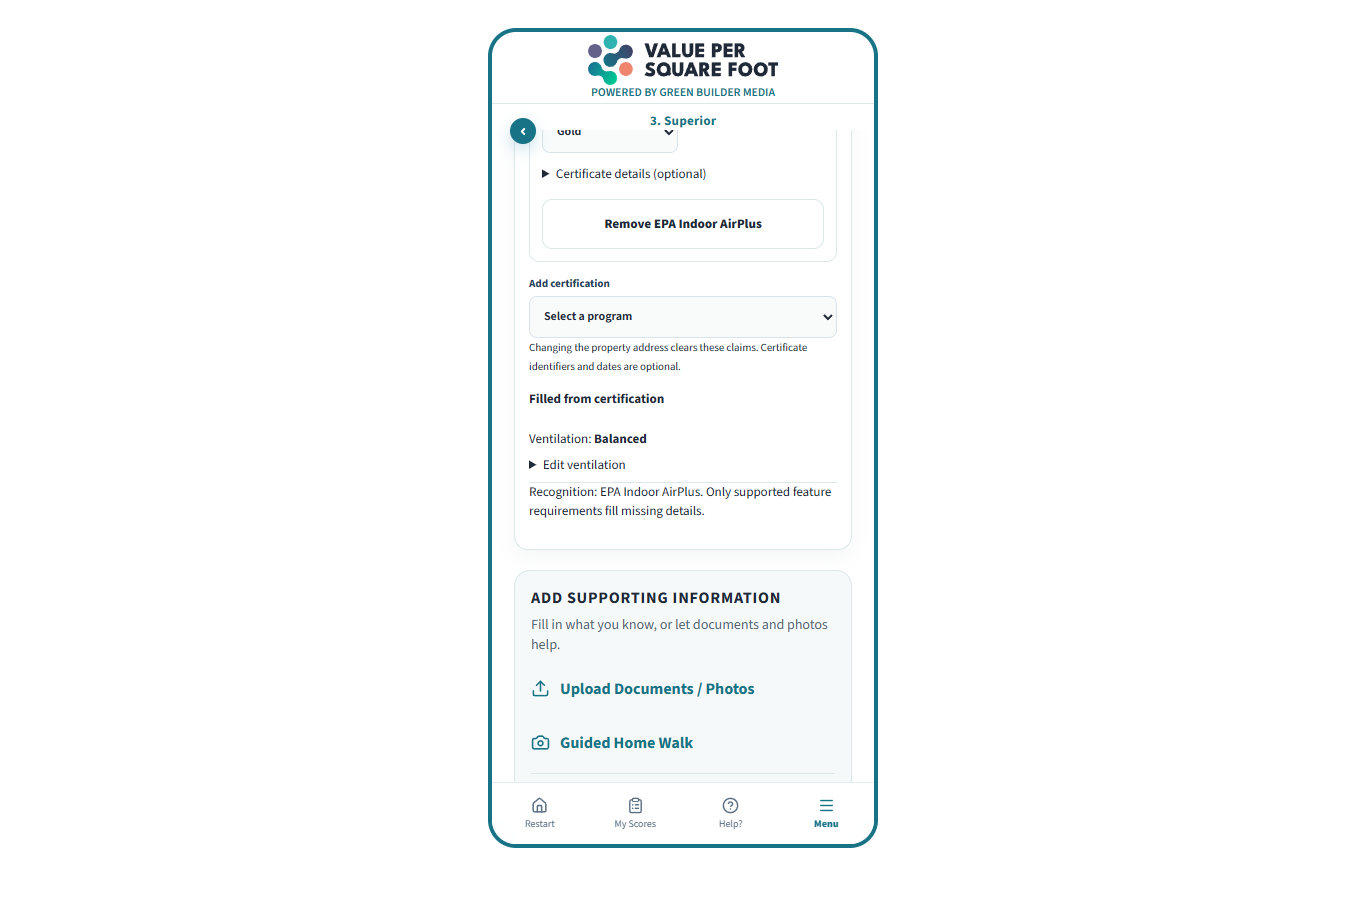 VALUE PER
SQUARE FOOT
POWERED BY GREEN BUILDER MEDIA
3. Superior
Gold
Certificate details (optional)
Remove EPA Indoor AirPlus
Add certification
Select a program
Changing the property address clears these claims. Certificate
identifiers and dates are optional.
Filled from certification
Ventilation: Balanced
Edit ventilation
Recognition: EPA Indoor AirPlus. Only supported feature
requirements fill missing details.
ADD SUPPORTING INFORMATION
Fill in what you know, or let documents and photos
help.
Upload Documents / Photos
Guided Home Walk
Restart
My Scores
Help?
Menu